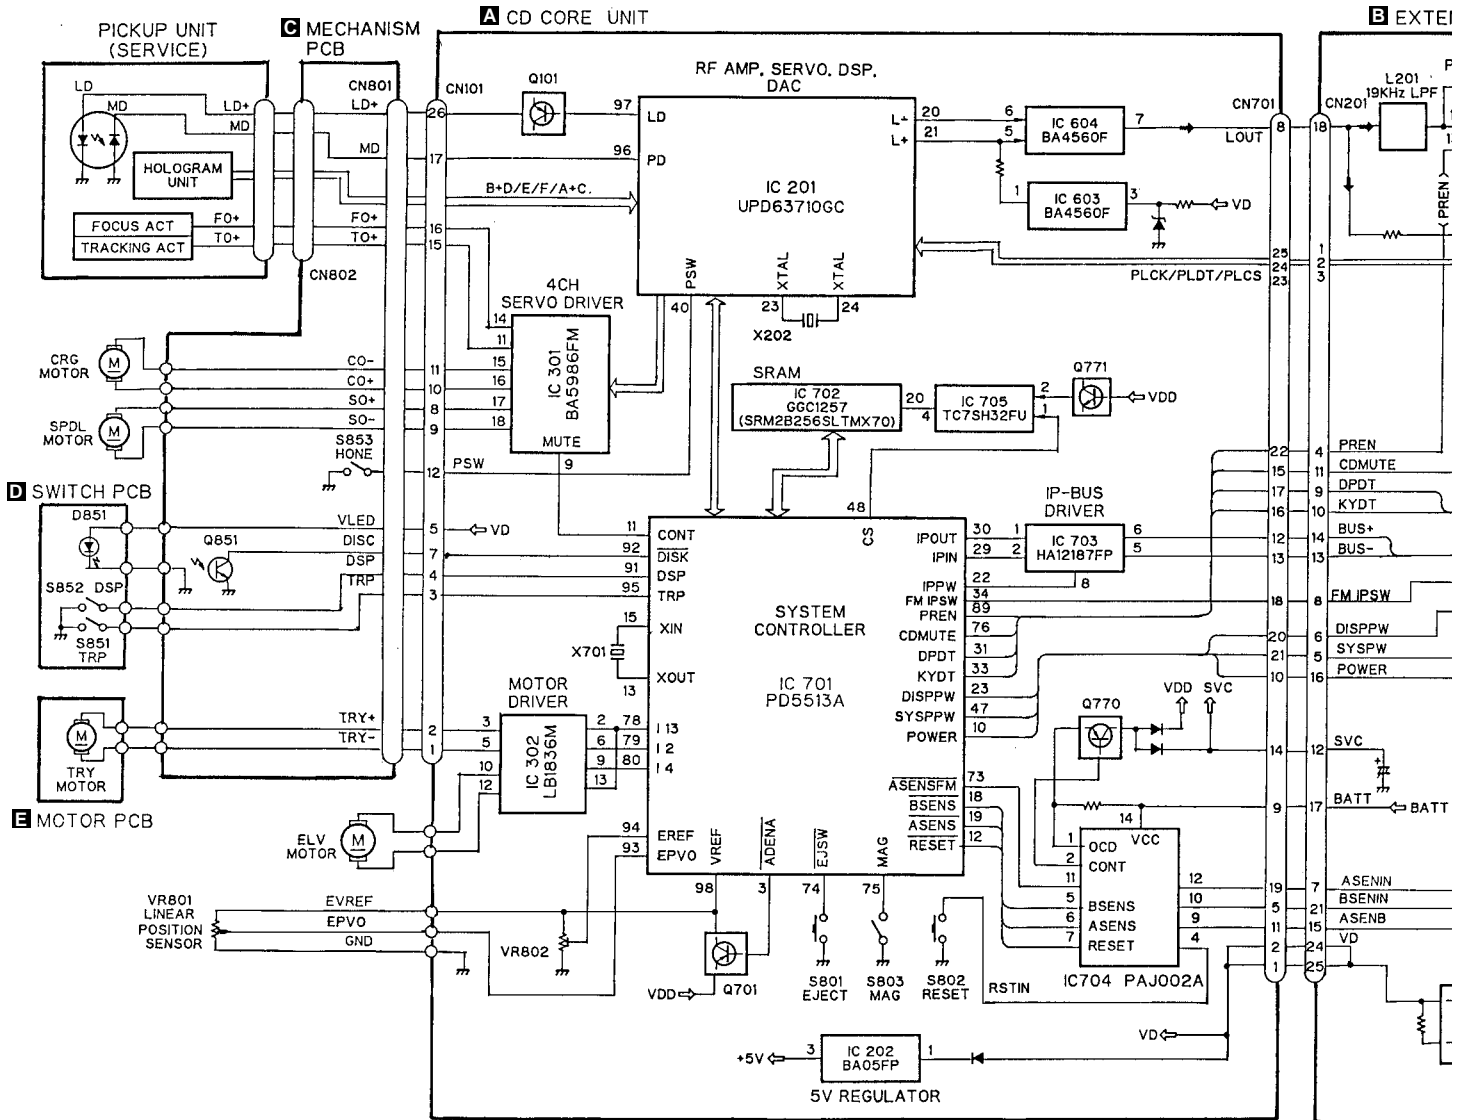 A CD CORE UNIT
B EXTE
PICKUP UNIT
(SERVICE)
C MECHANISM
PCB
RF AMP, SERVO, DSP,
DAC
LD
MD
LD+
MD
CN801
LD+
MD
CN101
26
17
Q101
97
LD
96
PD
HOLOGRAM
UNIT
B+D/E/F/A+C.
FOCUS ACT
TRACKING ACT
FO+
TO+
FO+
TO+
16
15
CN802
IC 201
UPD63710GC
PSW
XTAL
XTAL
40
23
24
X202
L-
L+
20
21
6
5
IC 604
BA4560F
7
1
IC 603
BA4560F
3
VD
CN701
8
LOUT
CN201
18
L201
19KHz LPF
PREN
25
24
23
1
2
3
PLCK/PLDT/PLCS
4CH
SERVO DRIVER
14
11
15
16
17
18
IC 301
BA5986FM
MUTE
9
CRG
MOTOR
M
SPDL
MOTOR
M
CO-
CO+
SO+
SO-
11
10
8
9
S853
HONE
12
PSW
SRAM
IC 702
GGC1257
(SRM2B256SLTMX70)
20
4
IC 705
TC7SH32FU
2
1
Q771
VDD
D SWITCH PCB
D851
Q851
S852 DSP
S851
TRP
VLED
DISC
DSP
TRP
5
7
4
3
VD
11
92
91
95
CONT
DISK
DSP
TRP
15
XIN
X701
13
XOUT
48
CS
SYSTEM
CONTROLLER
IC 701
PD5513A
IP-BUS
DRIVER
IPOUT
IPIN
IPPW
FM IPSW
PREN
CDMUTE
DPDT
KYDT
DISPPW
SYSPPW
POWER
30
29
22
34
89
76
31
33
23
47
10
1
2
IC 703
HA12187FP
6
5
8
22
15
17
16
12
13
18
20
21
10
4
11
9
10
14
13
8
6
5
16
PREN
CDMUTE
DPDT
KYDT
BUS+
BUS-
FM IPSW
DISPPW
SYSPW
POWER
MOTOR
DRIVER
IC 302
LB1836M
3
5
10
12
2
6
9
13
78
79
80
I 13
I 2
I 4
TRY+
TRY-
2
1
M
TRY
MOTOR
E MOTOR PCB
ELV
MOTOR
M
Q770
VDD
SVC
14
12
SVC
9
17
BATT
BATT
ASENSFM
BSENS
ASENS
RESET
73
18
19
12
14
VCC
1
OCD
2
CONT
11
5
BSENS
6
ASENS
7
RESET
12
10
9
4
IC704 PAJ002A
19
5
11
2
1
7
21
15
24
25
ASENIN
BSENIN
ASENB
VD
94
93
EREF
EPVO
VREF
ADENA
EJSW
MAG
98
3
74
75
VR801
LINEAR
POSITION
SENSOR
EVREF
EPVO
GND
VR802
VDD
Q701
S801
EJECT
S803
MAG
S802
RESET
RSTIN
VD
+5V
3
IC 202
BA05FP
1
5V REGULATOR